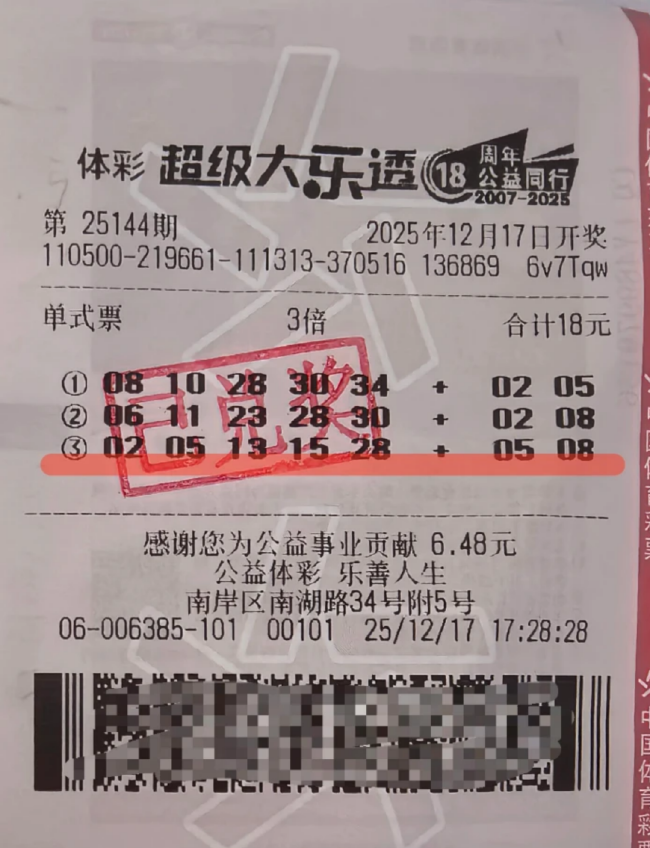 体彩 超级大乐透 18 周年 公益同行 2007-2025
第 25144期 2025年12月17日开奖
110500-219661-111313-370516 136869 6v7Tqw
单式票 3倍 合计18元
① 08 10 28 30 34 + 02 05
② 06 11 23 28 30 + 02 08
③ 02 05 13 15 28 + 05 08
已兑奖
感谢您为公益事业贡献 6.48元
公益体彩 乐善人生
南岸区南湖路34号附5号
06-006385-101 00101 25/12/17 17:28:28
中国体育彩票